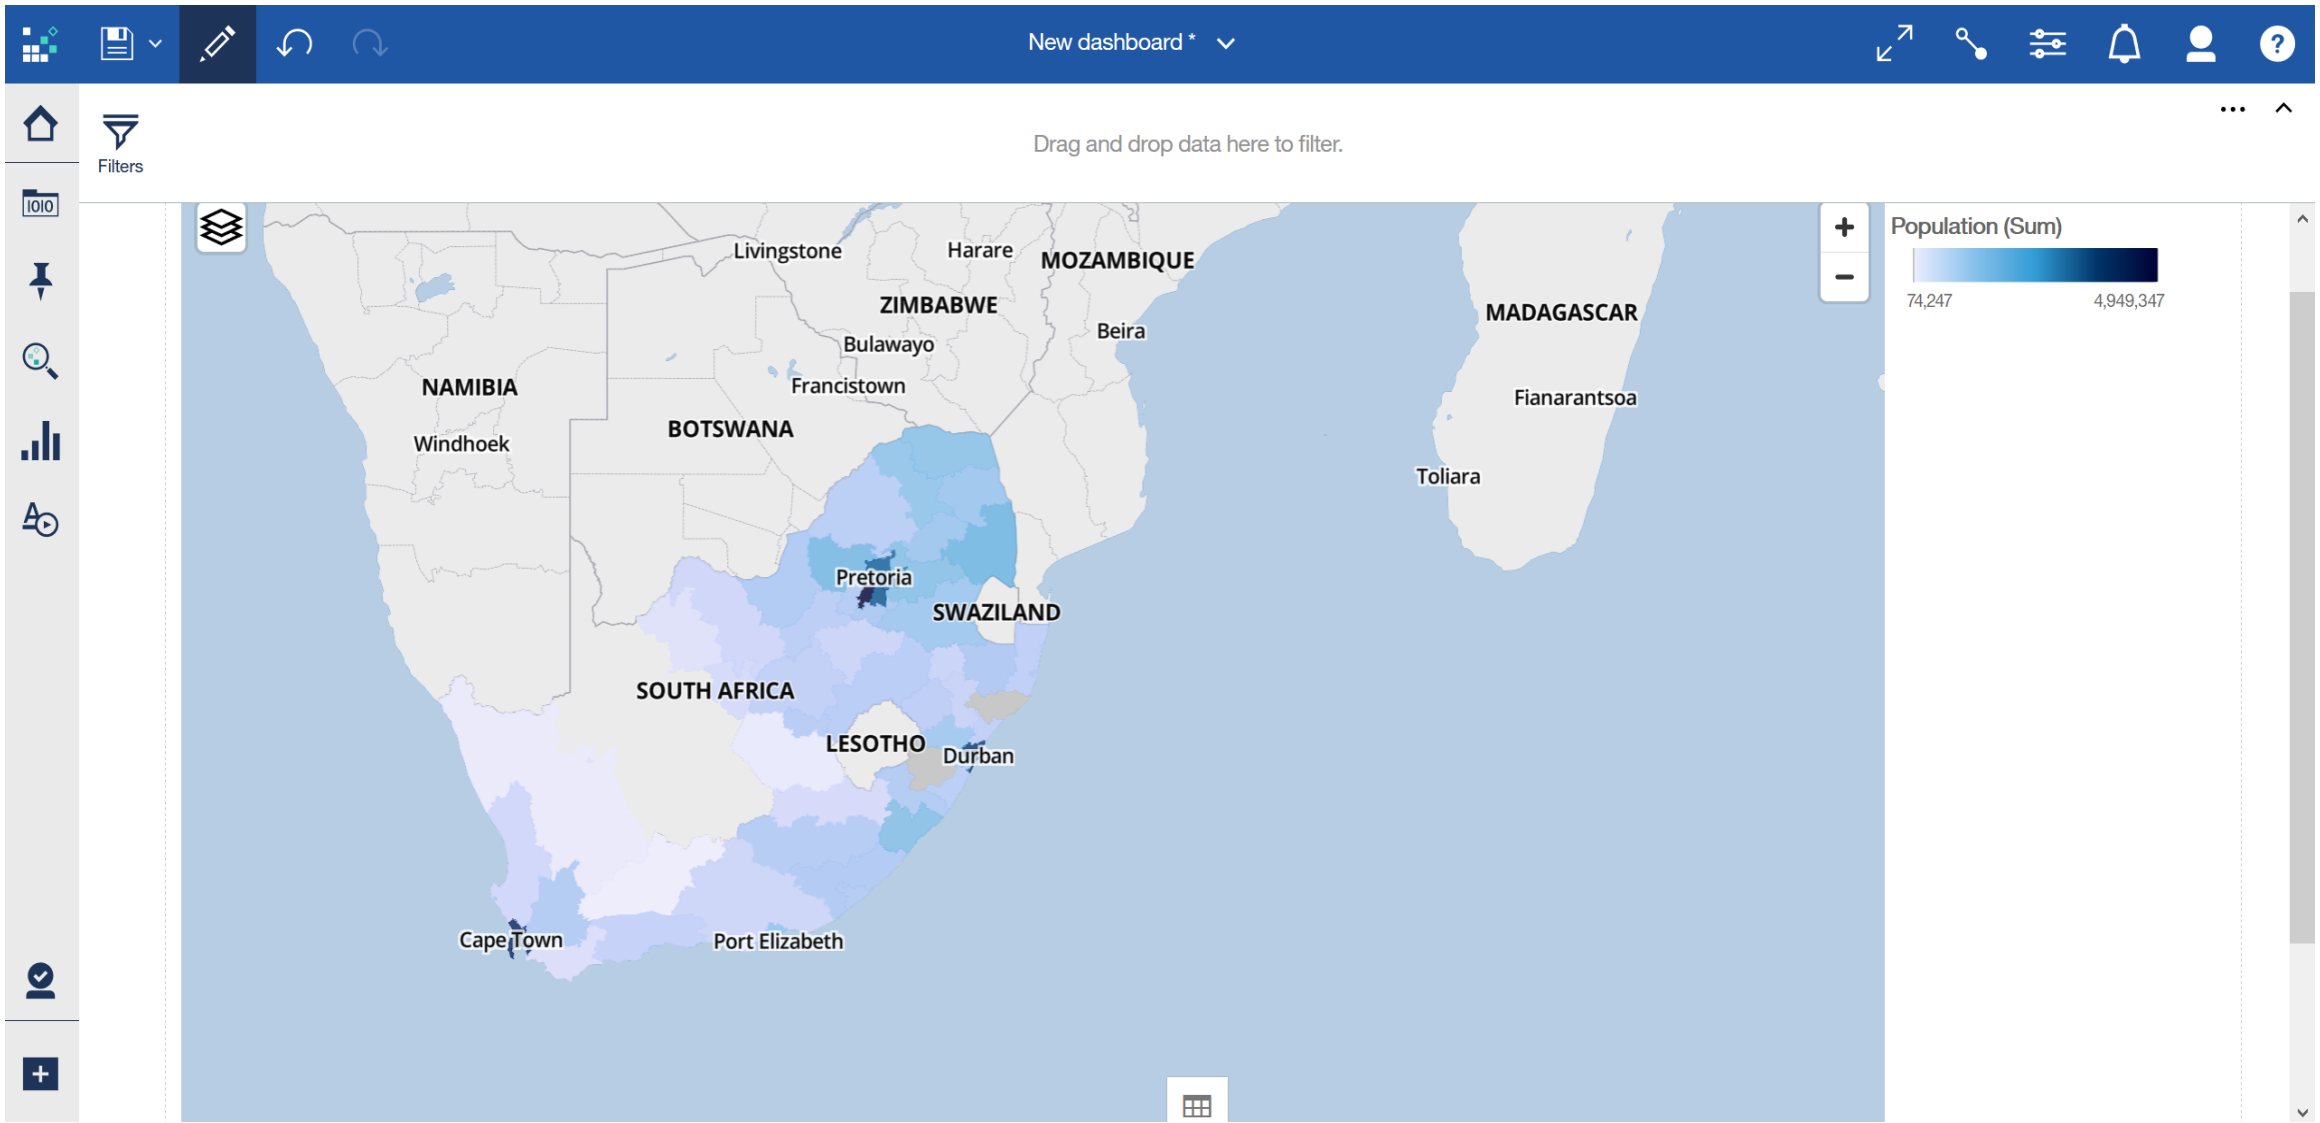 New dashboard *
?
Filters
Drag and drop data here to filter.
IOIO
Population (Sum)
74,247
4,949,347
Livingstone
Harare
MOZAMBIQUE
ZIMBABWE
MADAGASCAR
Beira
Bulawayo
Francistown
NAMIBIA
Fianarantsoa
BOTSWANA
Windhoek
Toliara
Pretoria
SWAZILAND
SOUTH AFRICA
LESOTHO
Durban
Cape Town
Port Elizabeth